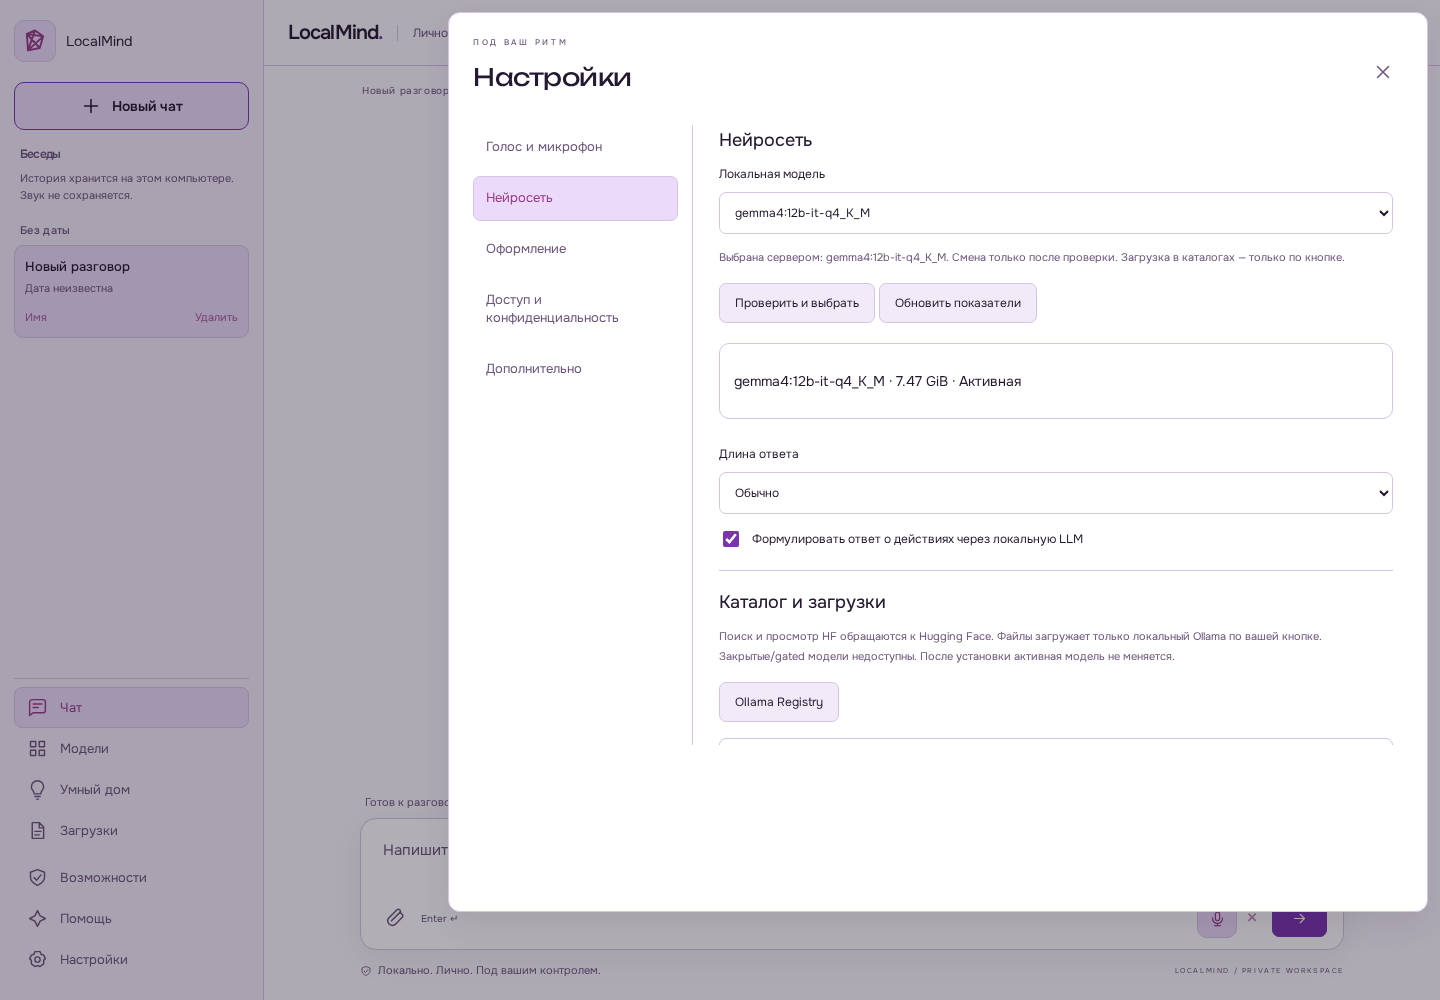 LocalMind
Новый чат
Беседы
История хранится на этом компьютере.
Звук не сохраняется.
Без даты
Новый разговор
Дата неизвестна
Имя
Удалить
Чат
Модели
Умный дом
Загрузки
Возможности
Помощь
Настройки
LocalMind.
Новый разговор
Enter ↵
Локально. Лично. Под вашим контролем.
LOCALMIND / PRIVATE WORKSPACE
ПОД ВАШ РИТМ
Настройки
Голос и микрофон
Нейросеть
Оформление
Доступ и
конфиденциальность
Дополнительно
Нейросеть
Локальная модель
gemma4:12b-it-q4_K_M
Выбрана сервером: gemma4:12b-it-q4_K_M. Смена только после проверки. Загрузка в каталогах — только по кнопке.
Проверить и выбрать
Обновить показатели
gemma4:12b-it-q4_K_M · 7.47 GiB · Активная
Длина ответа
Обычно
Формулировать ответ о действиях через локальную LLM
Каталог и загрузки
Поиск и просмотр HF обращаются к Hugging Face. Файлы загружает только локальный Ollama по вашей кнопке.
Закрытые/gated модели недоступны. После установки активная модель не меняется.
Ollama Registry